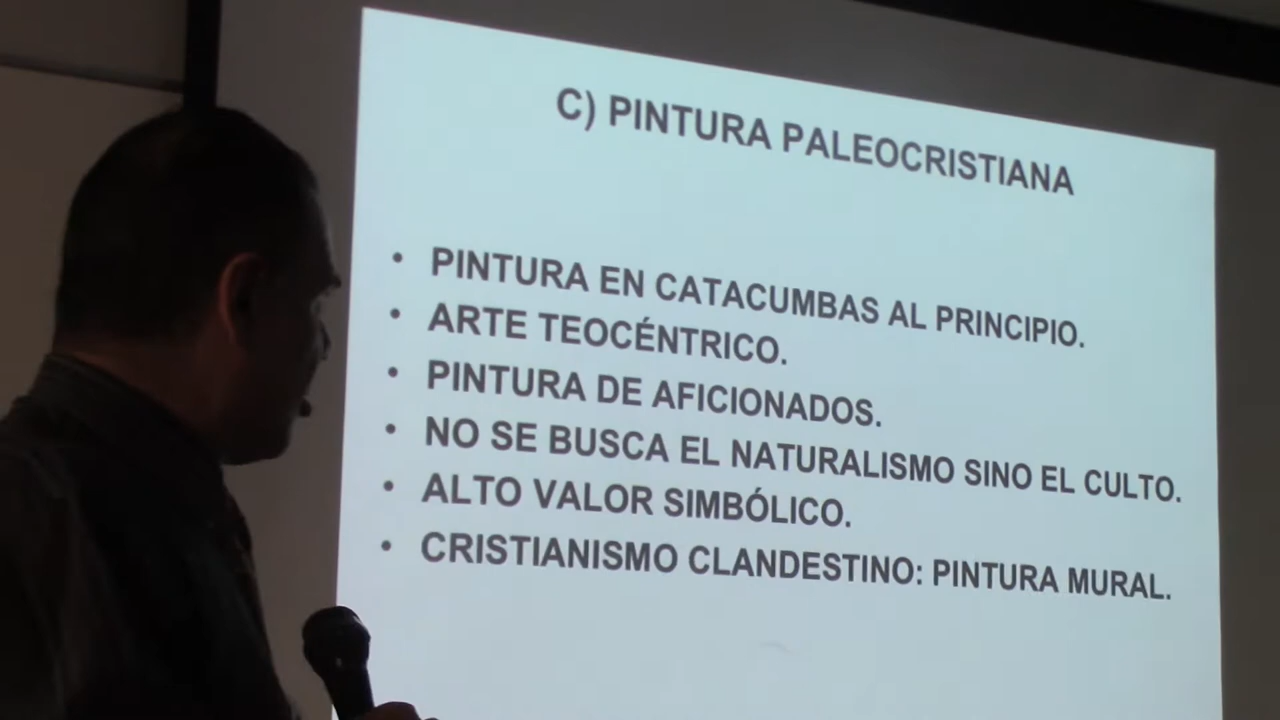 C) PINTURA PALEOCRISTIANA
• PINTURA EN CATACUMBAS AL PRINCIPIO.
• ARTE TEOCÉNTRICO.
• PINTURA DE AFICIONADOS.
• NO SE BUSCA EL NATURALISMO SINO EL CULTO.
• ALTO VALOR SIMBÓLICO.
• CRISTIANISMO CLANDESTINO: PINTURA MURAL.